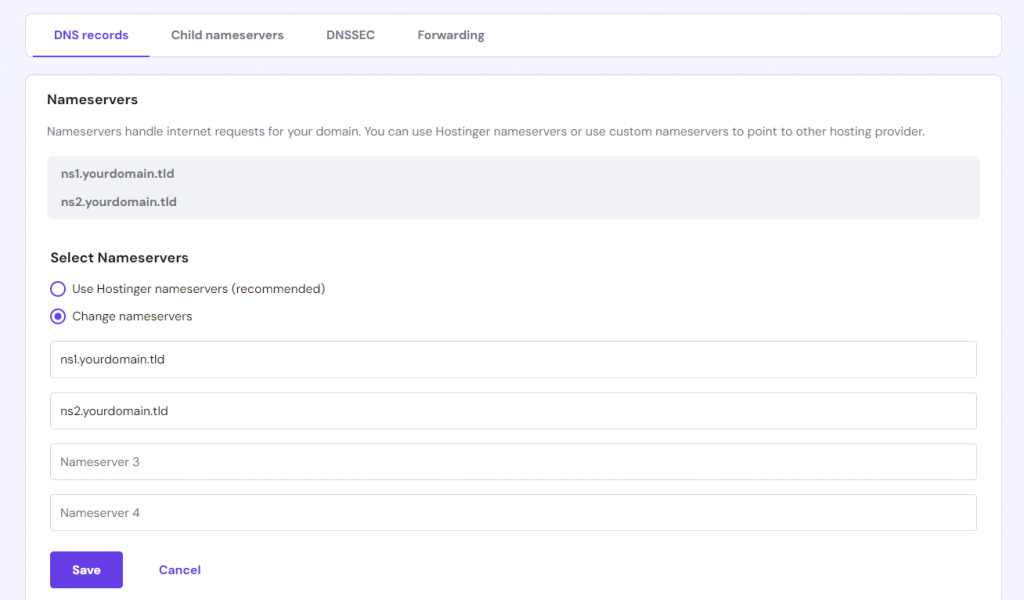 DNS records Child nameservers DNSSEC Forwarding
Nameservers
Nameservers handle internet requests for your domain. You can use Hostinger nameservers or use custom nameservers to point to other hosting provider.
ns1.yourdomain.tld
ns2.yourdomain.tld
Select Nameservers
Use Hostinger nameservers (recommended)
Change nameservers
ns1.yourdomain.tld
ns2.yourdomain.tld
Nameserver 3
Nameserver 4
Save Cancel